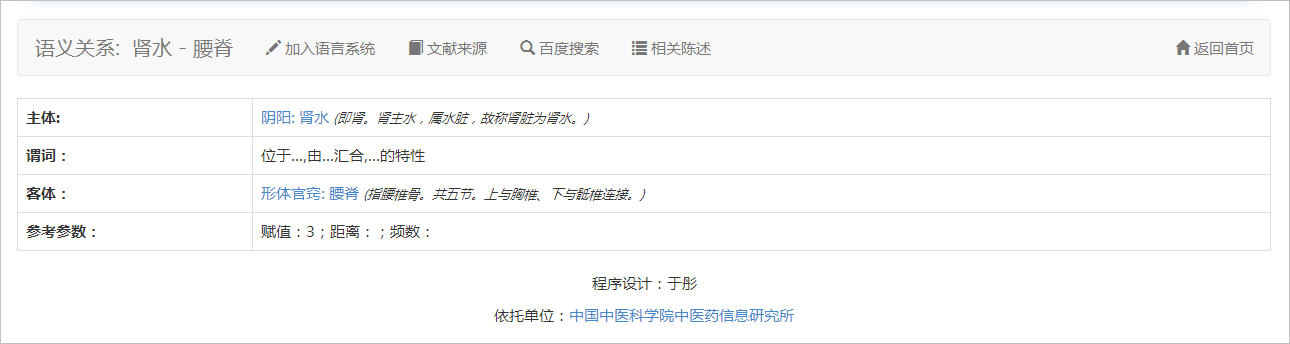 语义关系: 肾水 - 腰脊 加入语言系统 文献来源 百度搜索 相关陈述 返回首页
主体: 阴阳: 肾水 (即肾。肾主水，属水脏，故称肾脏为肾水。)
谓词： 位于...,由...汇合,...的特性
客体： 形体官窍: 腰脊 (指腰椎骨。共五节。上与胸椎、下与骶椎连接。)
参考参数： 赋值：3；距离：；频数：
程序设计：于彤
依托单位：中国中医科学院中医药信息研究所